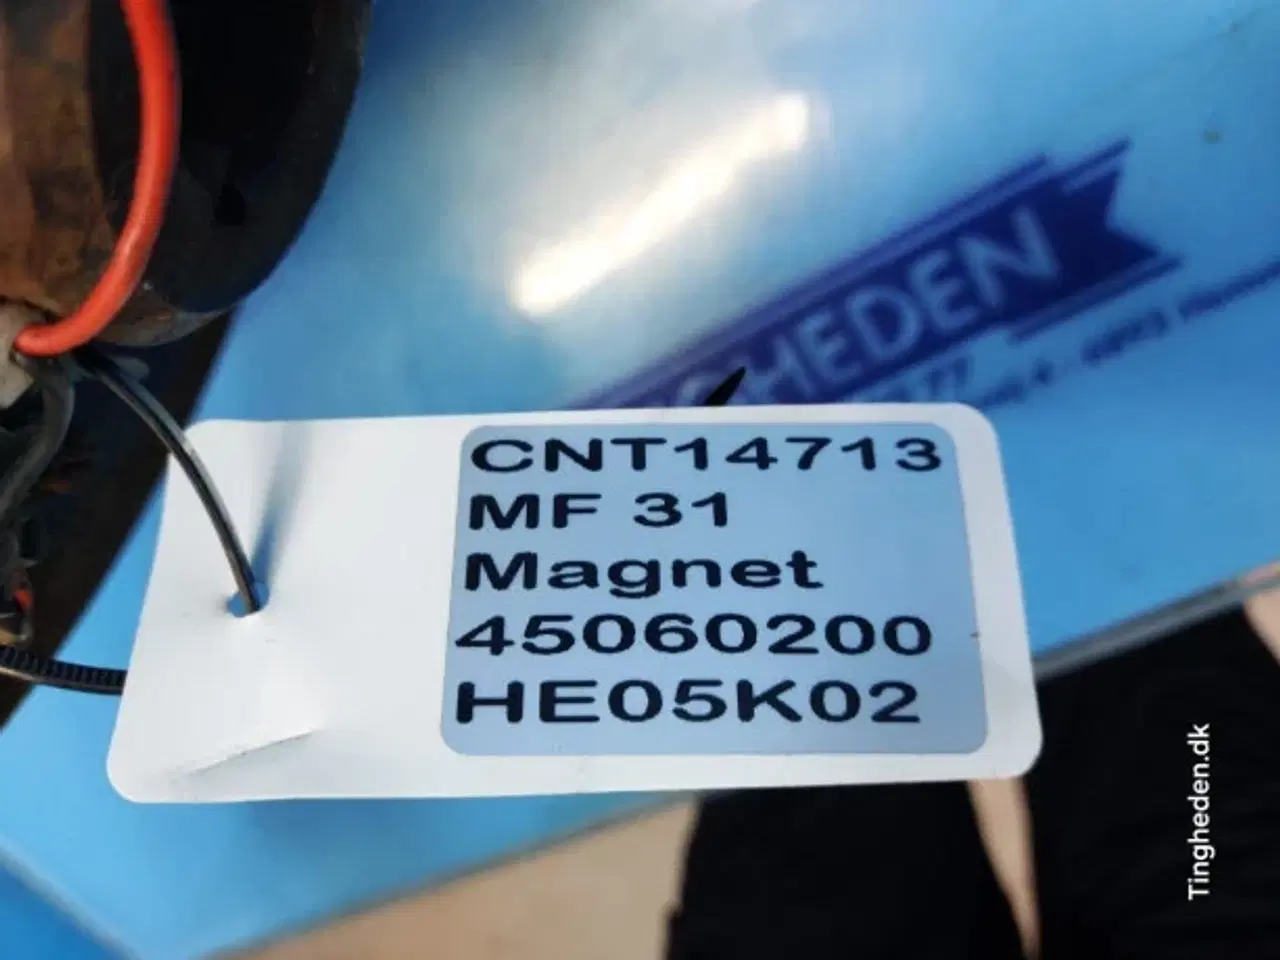 HEDEN
CNT14713
MF 31
Magnet
45060200
HE05K02
Tingheden.dk